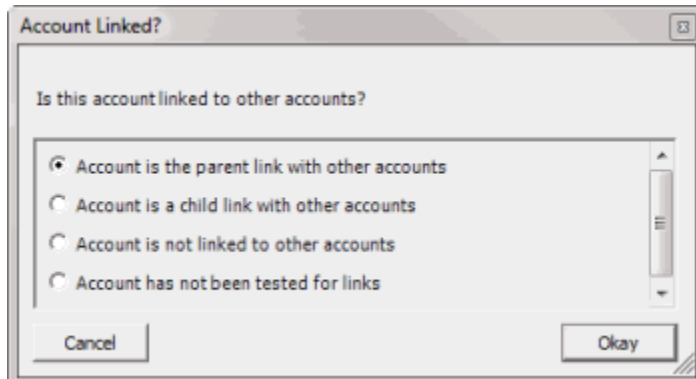 Account Linked?
Is this account linked to other accounts?
Account is the parent link with other accounts
Account is a child link with other accounts
Account is not linked to other accounts
Account has not been tested for links
Cancel Okay